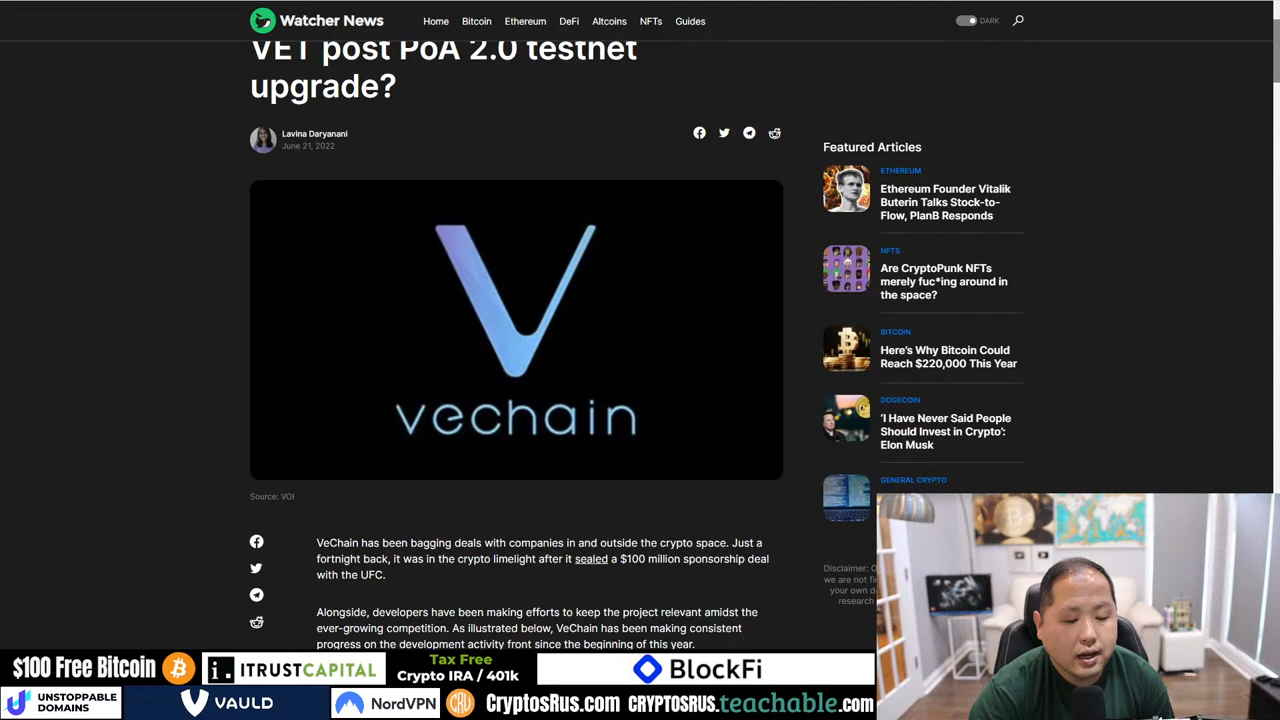 Watcher News
Home
Bitcoin
Ethereum
DeFi
Altcoins
NFTs
Guides
DARK
VET post PoA 2.0 testnet
upgrade?
Lavina Daryanani
June 21, 2022
vechain
Source: VOI
VeChain has been bagging deals with companies in and outside the crypto space. Just a
fortnight back, it was in the crypto limelight after it sealed a $100 million sponsorship deal
with the UFC.
Alongside, developers have been making efforts to keep the project relevant amidst the
ever-growing competition. As illustrated below, VeChain has been making consistent
progress on the development activity front since the beginning of this year.
Featured Articles
ETHEREUM
Ethereum Founder Vitalik
Buterin Talks Stock-to-
Flow, PlanB Responds
NFTS
Are CryptoPunk NFTs
merely fuc*ing around in
the space?
BITCOIN
Here's Why Bitcoin Could
Reach $220,000 This Year
DOGECOIN
'I Have Never Said People
Should Invest in Crypto':
Elon Musk
GENERAL CRYPTO
Disclaimer:
we are not
your own
research
$100 Free Bitcoin
i. ITRUSTCAPITAL
Tax Free
Crypto IRA / 401k
BlockFi
UNSTOPPABLE
DOMAINS
VAULD
NordVPN
CRU
CryptosRus.com
CRYPTOSRUS.teachable.com